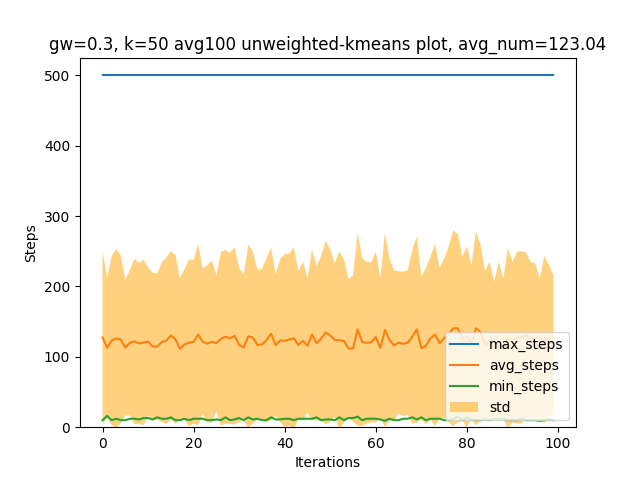 gw=0.3, k=50 avg100 unweighted-kmeans plot, avg_num=123.04
500
400
300
200
100
0
Steps
max_steps
avg_steps
min_steps
std
0 20 40 60 80 100
Iterations